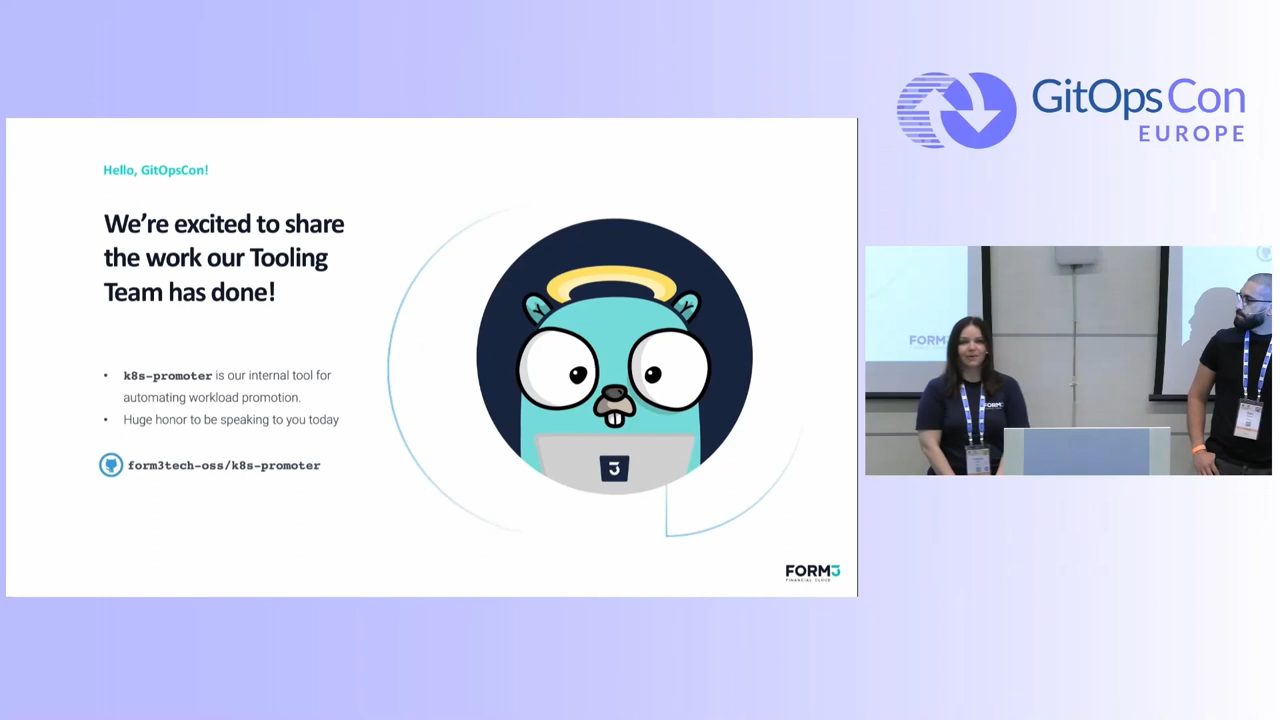 GitOpsCon
EUROPE
Hello, GitOpsCon!
We're excited to share
the work our Tooling
Team has done!
• k8s-promoter is our internal tool for
automating workload promotion.
• Huge honor to be speaking to you today
form3tech-oss/k8s-promoter
FORM3
FINANCIAL CLOUD
FORM
FORM3